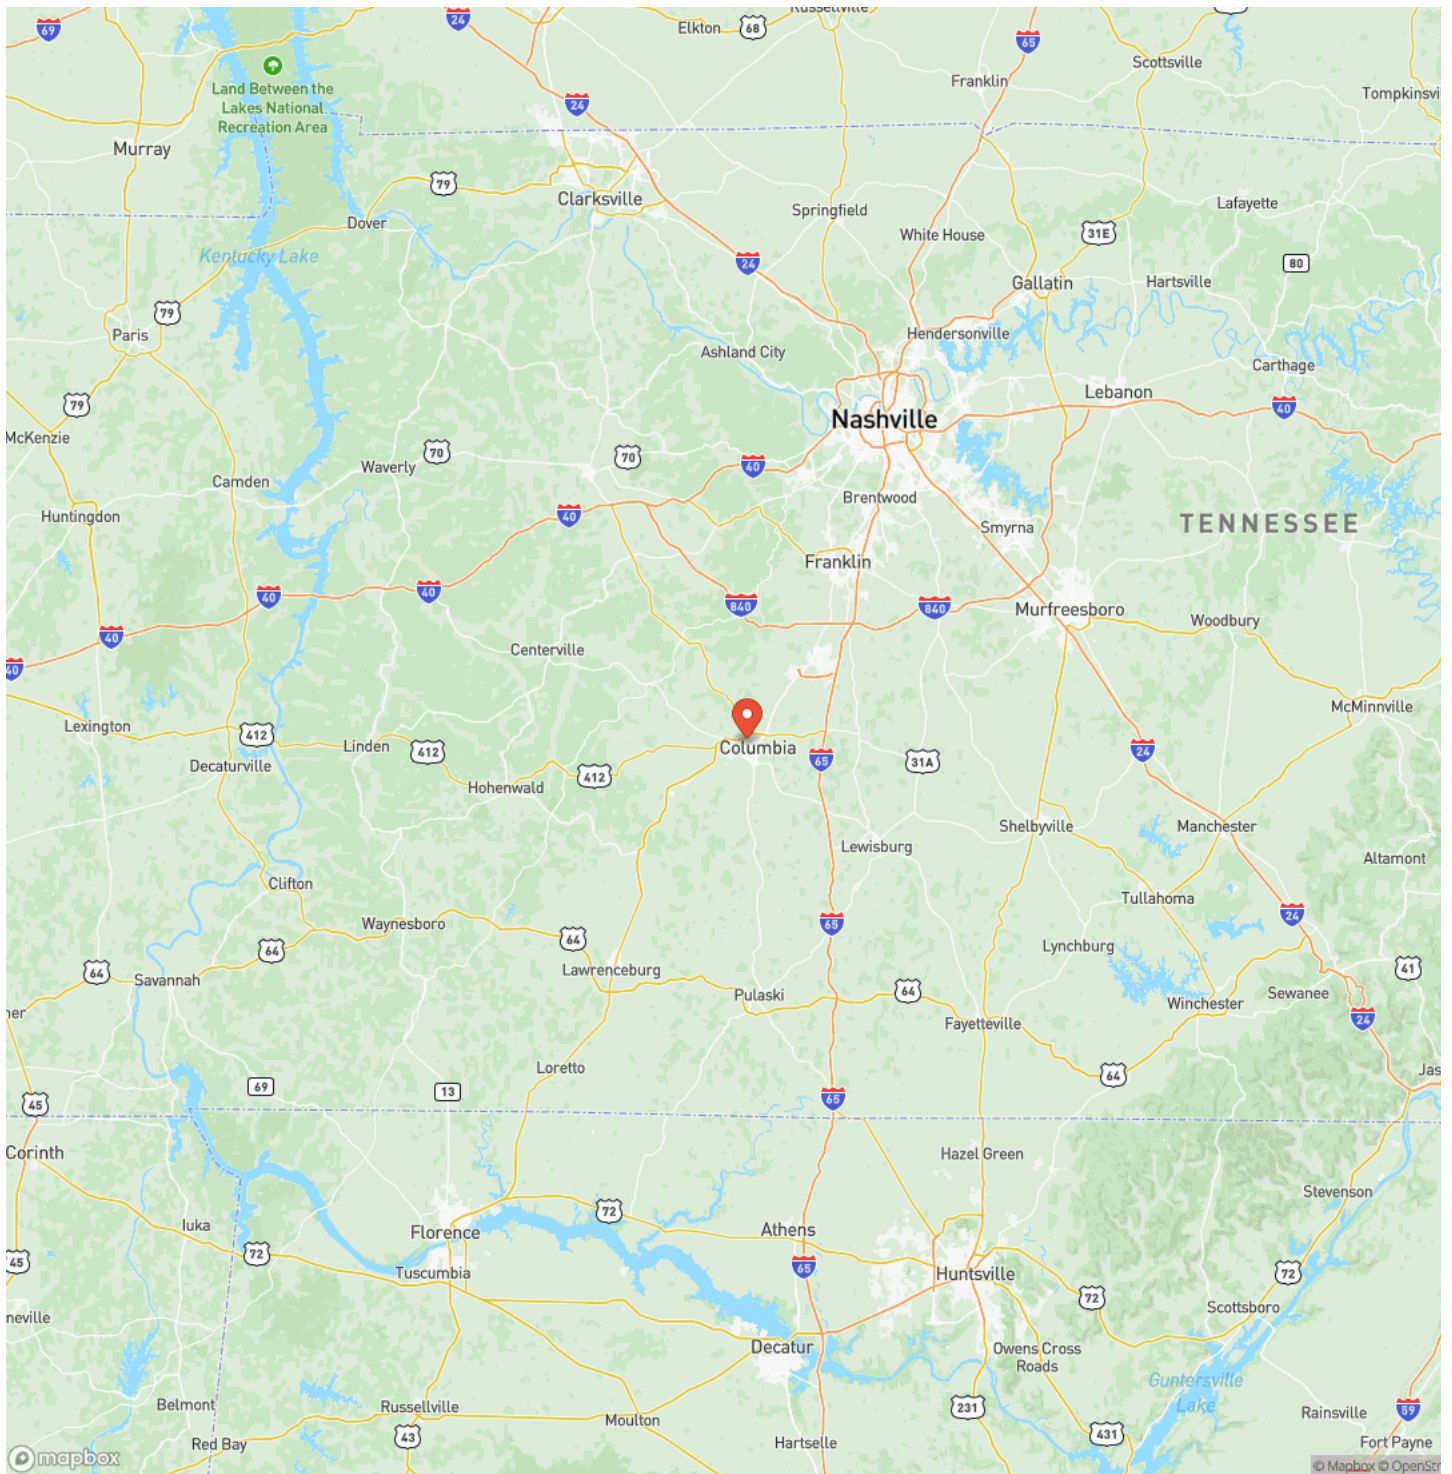 69
24
Elkton
68
65
Scottsville
Franklin
Land Between the
Lakes National
Recreation Area
24
Tompkinsvi
Murray
79
Clarksville
Springfield
Lafayette
Dover
White House
31E
Kentucky Lake
24
80
Gallatin
Hartsville
79
Paris
Hendersonville
Ashland City
Carthage
Lebanon
79
40
Nashville
McKenzie
70
70
40
Waverly
Camden
Brentwood
Huntingdon
40
Smyrna
TENNESSEE
Franklin
40
40
840
840
Murfreesboro
40
Woodbury
Centerville
40
McMinnville
Lexington
412
Linden
412
Columbia
65
31A
24
Decaturville
412
Hohenwald
Shelbyville
Manchester
Lewisburg
Altamont
Clifton
Tullahoma
Waynesboro
65
24
64
64
Lynchburg
64
Lawrenceburg
41
Savannah
Pulaski
64
Sewanee
Winchester
ner
Fayetteville
24
Loretto
64
Jas
69
13
65
45
Corinth
Hazel Green
Stevenson
72
Iuka
Florence
Athens
72
45
65
Tuscumbia
Huntsville
72
72
neville
Scottsboro
Decatur
Owens Cross
Roads
Guntersville
Lake
Belmont
Russellville
231
59
Rainsville
Moulton
43
431
Red Bay
Hartselle
Fort Payne
mapbox
© Mapbox © OpenStr